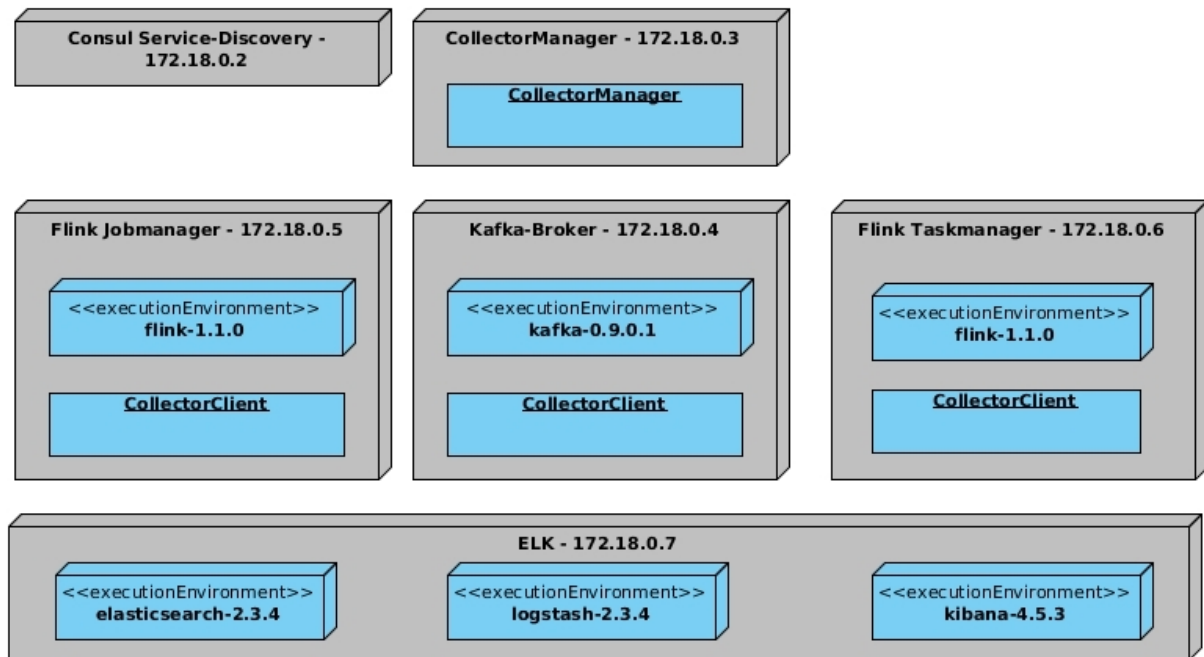 Consul Service-Discovery -
172.18.0.2
CollectorManager - 172.18.0.3
CollectorManager
Flink Jobmanager - 172.18.0.5
<<executionEnvironment>>
flink-1.1.0
CollectorClient
Kafka-Broker - 172.18.0.4
<<executionEnvironment>>
kafka-0.9.0.1
CollectorClient
Flink Taskmanager - 172.18.0.6
<<executionEnvironment>>
flink-1.1.0
CollectorClient
ELK - 172.18.0.7
<<executionEnvironment>>
elasticsearch-2.3.4
<<executionEnvironment>>
logstash-2.3.4
<<executionEnvironment>>
kibana-4.5.3